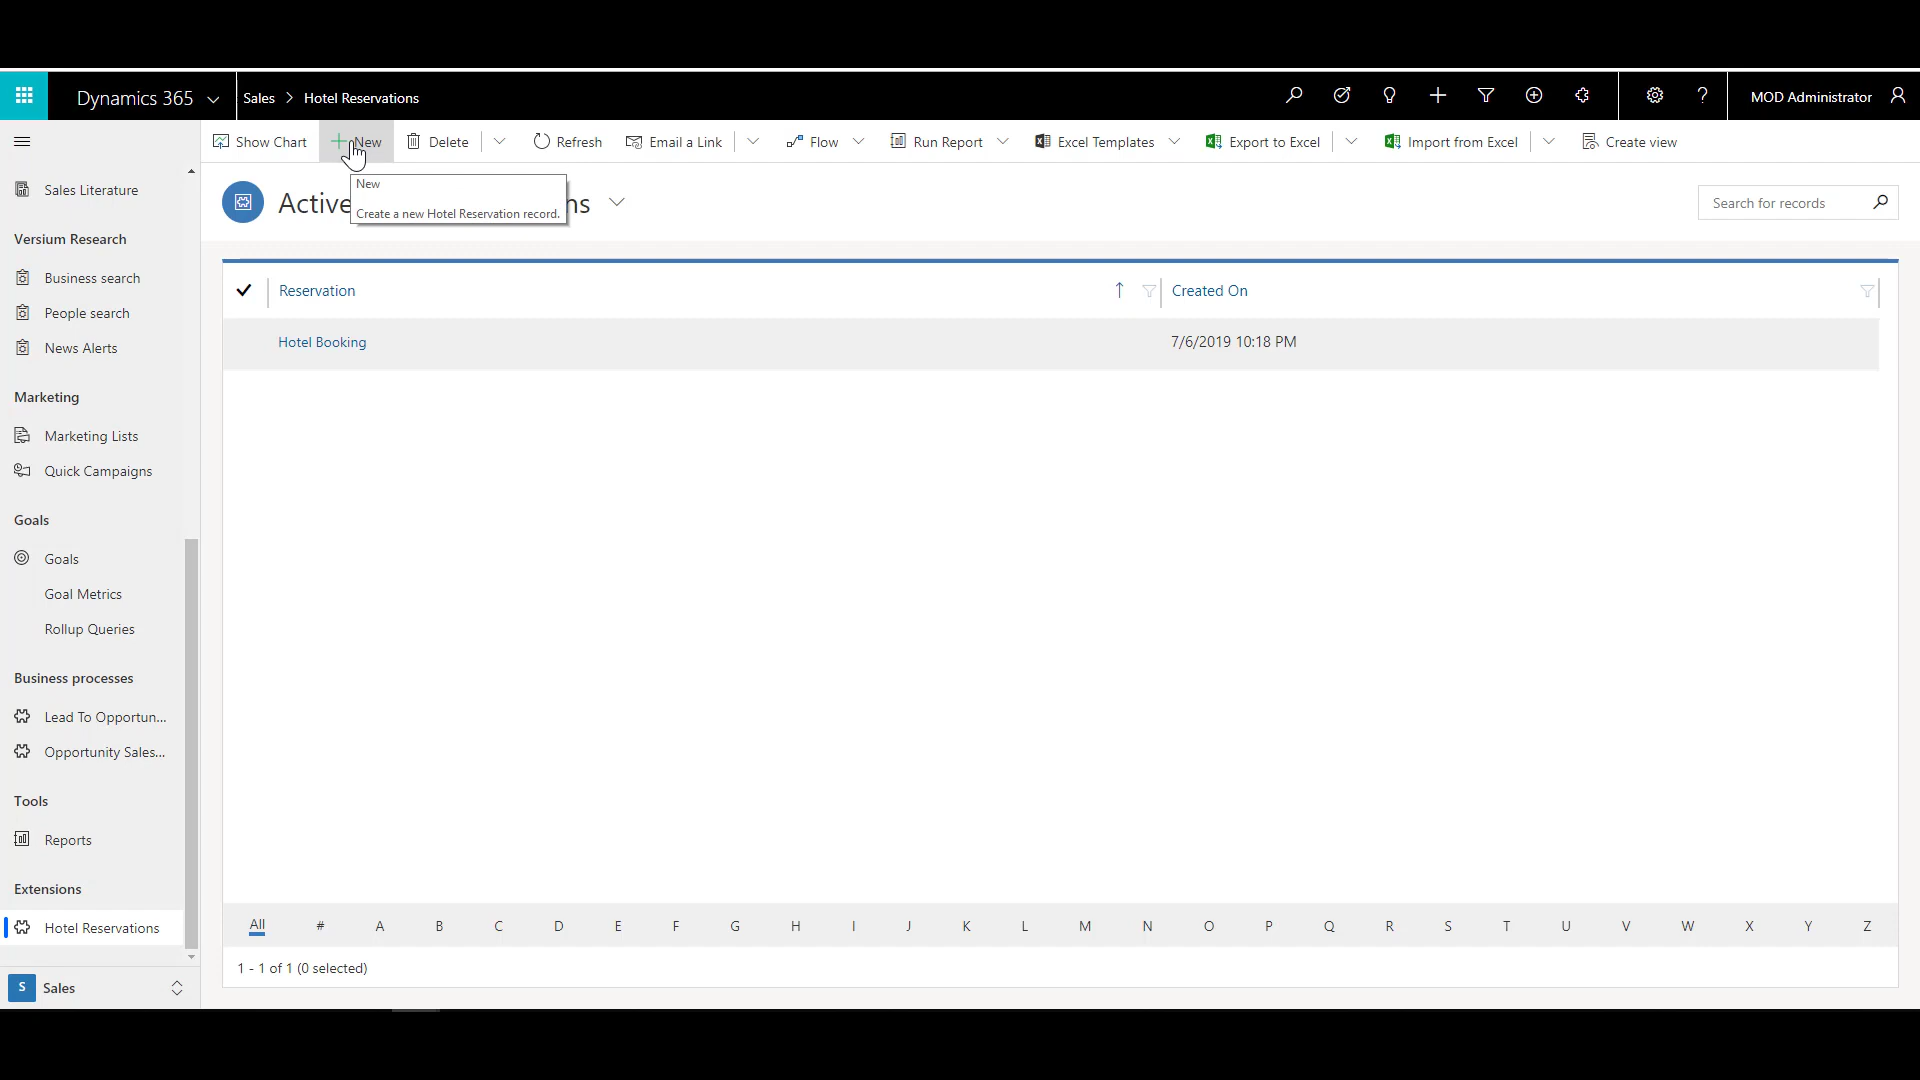 Dynamics 365
Sales > Hotel Reservations
MOD Administrator
Show Chart
New
Delete
Refresh
Email a Link
Flow
Run Report
Excel Templates
Export to Excel
Import from Excel
Create view
Sales Literature
Versium Research
Business search
People search
News Alerts
Marketing
Marketing Lists
Quick Campaigns
Goals
Goals
Goal Metrics
Rollup Queries
Business processes
Lead To Opportun...
Opportunity Sales...
Tools
Reports
Extensions
Hotel Reservations
S Sales
Active
New
Create a new Hotel Reservation record.
Search for records
Reservation
Created On
Hotel Booking
7/6/2019 10:18 PM
All # A B C D E F G H I J K L M N O P Q R S T U V W X Y Z
1 - 1 of 1 (0 selected)